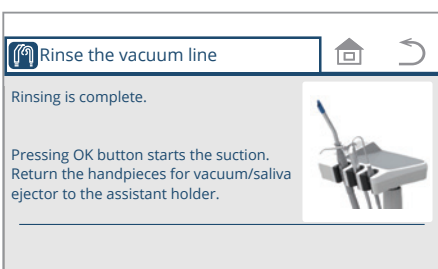 Rinse the vacuum line
Rinsing is complete.
Pressing OK button starts the suction.
Return the handpieces for vacuum/saliva
ejector to the assistant holder.